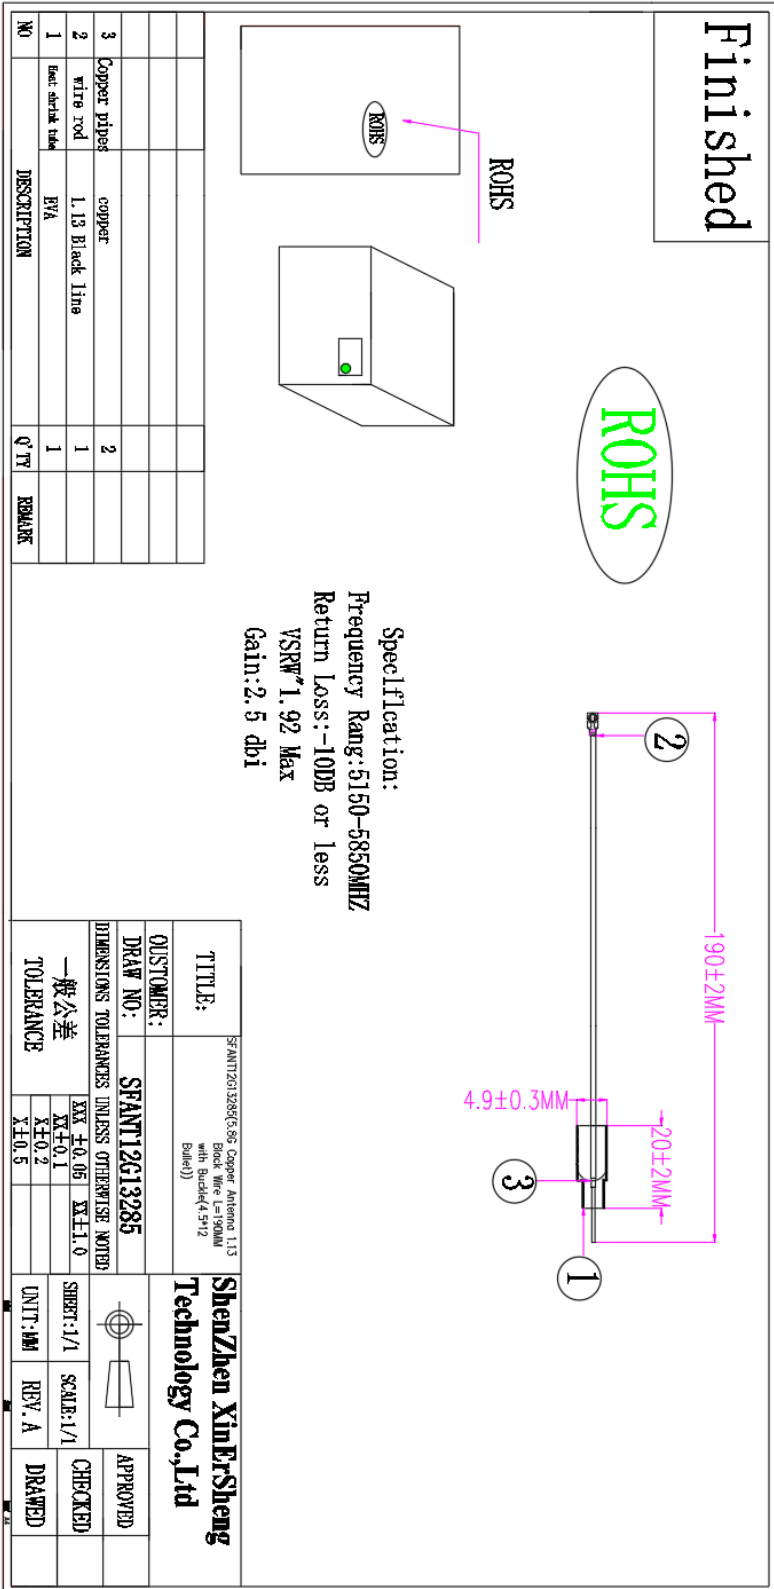 Finished
ROHS
ROHS
ROHS
2
190±2MM
4.9±0.3MM
20±2MM
3
1
Speclflcation:
Frequency Rang:5150-5850MHZ
Return Loss:-10DB or less
VSRW~1.92 Max
Gain:2.5 dbi
3 Copper pipes copper 2
2 wire rod 1.13 Black line 1
1 Heat shrink tube EVA 1
NO DESCRIPTION Q'TY REMARK
TITLE:
SFANT12G13285(5.8G Copper Antenna 1.13
Black Wire L=190MM
with Buckle(4.5*12
Bullet))
ShenZhen XinErSheng
Technology Co.,Ltd
OUSTOMER:
DRAW NO: SFANT12G13285
DIMENSIONS TOLERANCES UNLESS OTHERWISE NOTED
一般公差
TOLERANCE
XXX ±0.05 XX±1.0
XX±0.1
X±0.2
X±0.5
SHEET:1/1 SCALE:1/1
UNIT:MM REV.A
APPROVED
CHECKED
DRAWED
A4